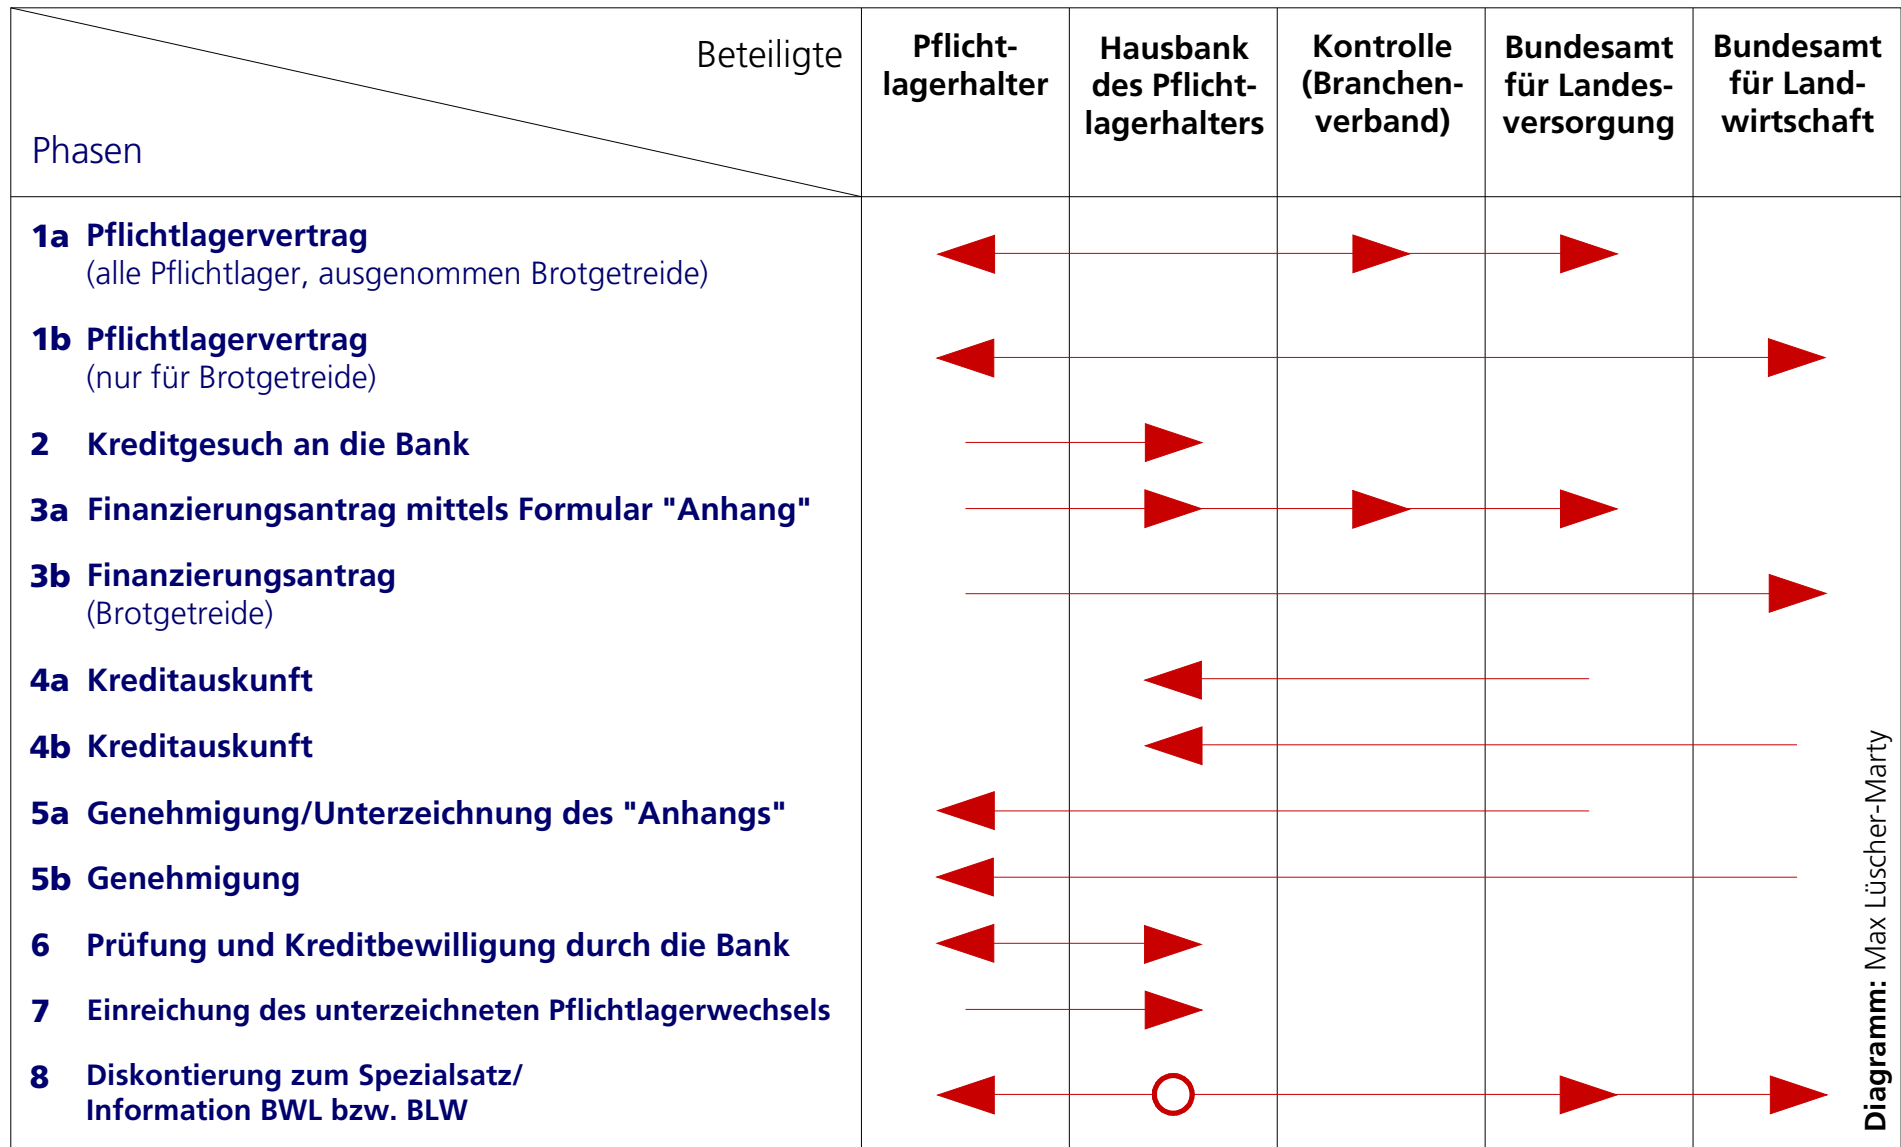 Beteiligte
Phasen
Pflicht-
lagerhalter
Hausbank
des Pflicht-
lagerhalters
Kontrolle
(Branchen-
verband)
Bundesamt
für Landes-
versorgung
Bundesamt
für Land-
wirtschaft
1a Pflichtlagervertrag
(alle Pflichtlager, ausgenommen Brotgetreide)
1b Pflichtlagervertrag
(nur für Brotgetreide)
2 Kreditgesuch an die Bank
3a Finanzierungsantrag mittels Formular "Anhang"
3b Finanzierungsantrag
(Brotgetreide)
4a Kreditauskunft
4b Kreditauskunft
5a Genehmigung/Unterzeichnung des "Anhangs"
5b Genehmigung
6 Prüfung und Kreditbewilligung durch die Bank
7 Einreichung des unterzeichneten Pflichtlagerwechsels
8 Diskontierung zum Spezialsatz/
Information BWL bzw. BLW
Diagramm: Max Lüscher-Marty